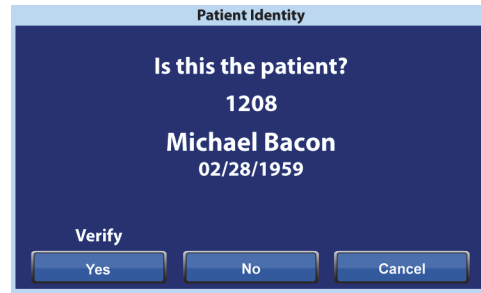 Patient Identity
Is this the patient?
1208
Michael Bacon
02/28/1959
Verify
Yes No Cancel